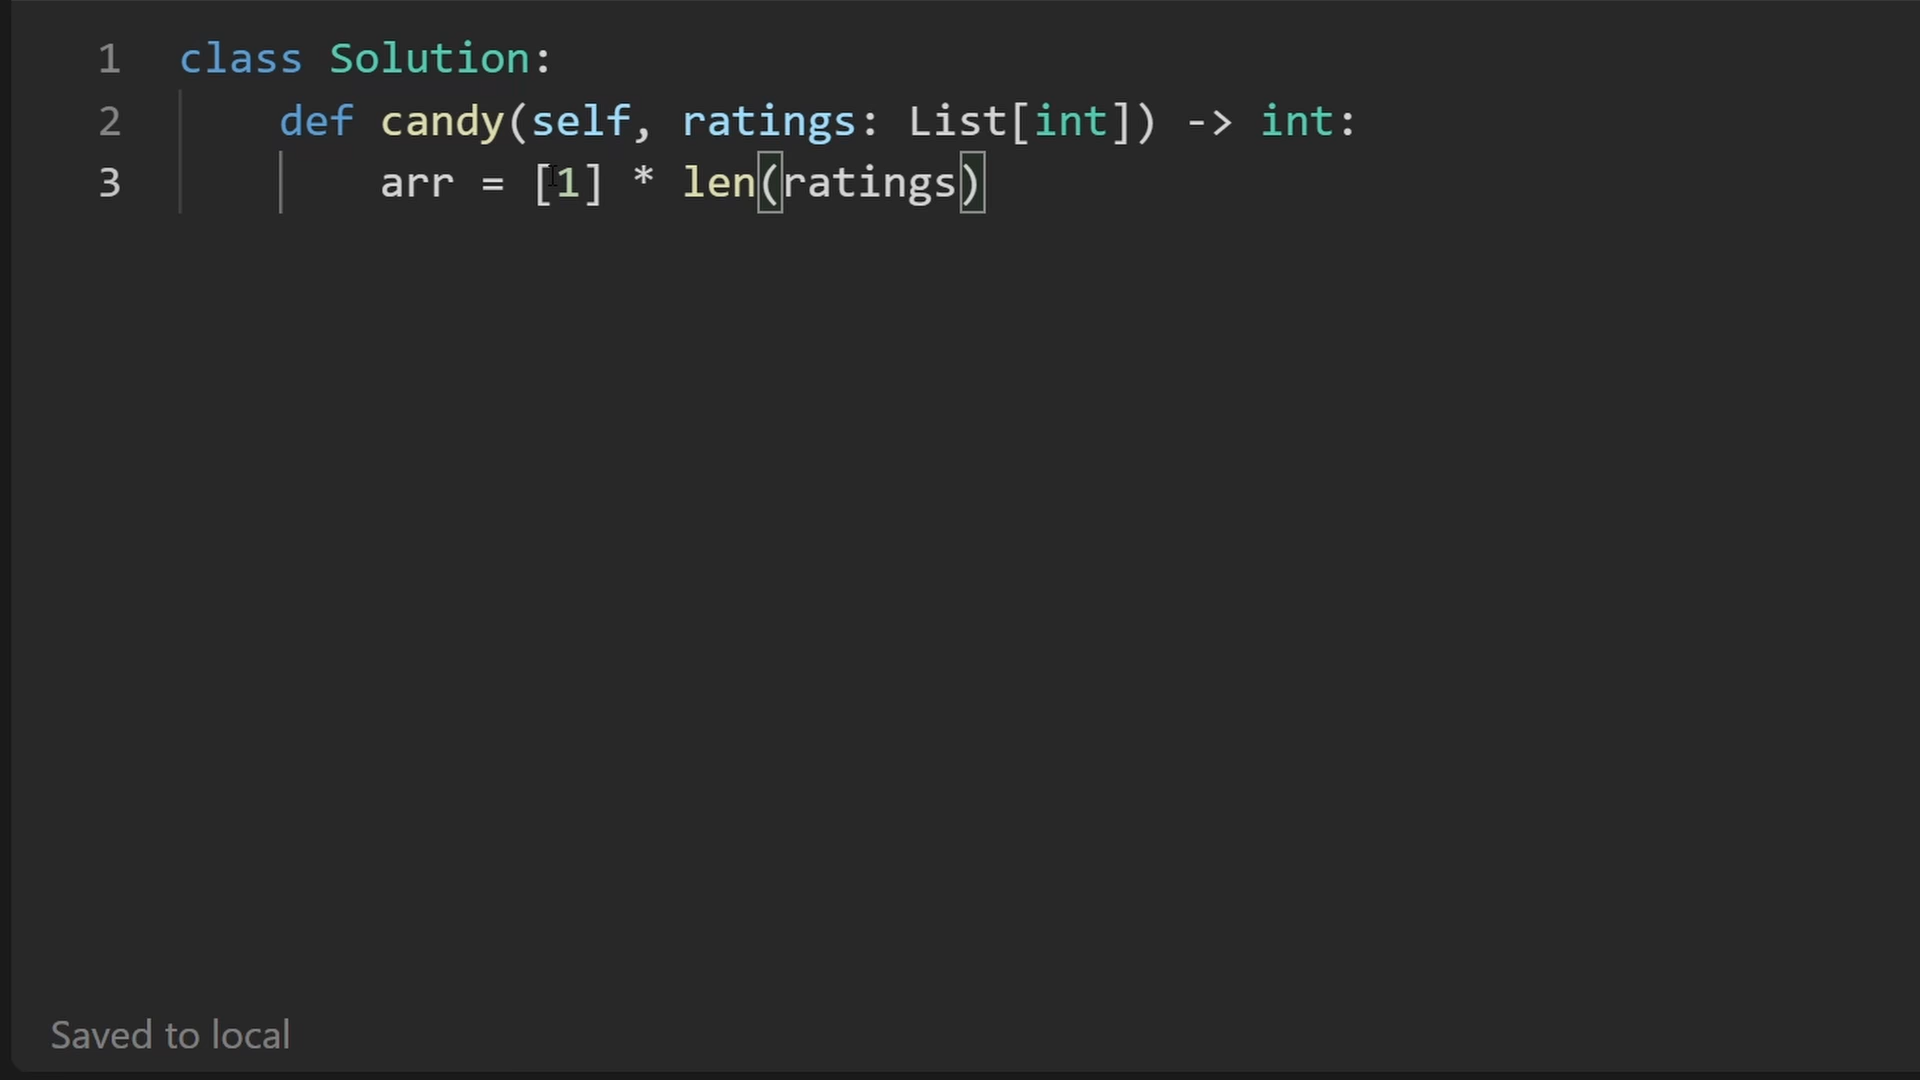 1 class Solution:
2 def candy(self, ratings: List[int]) -> int:
3 arr = [1] * len(ratings)
Saved to local